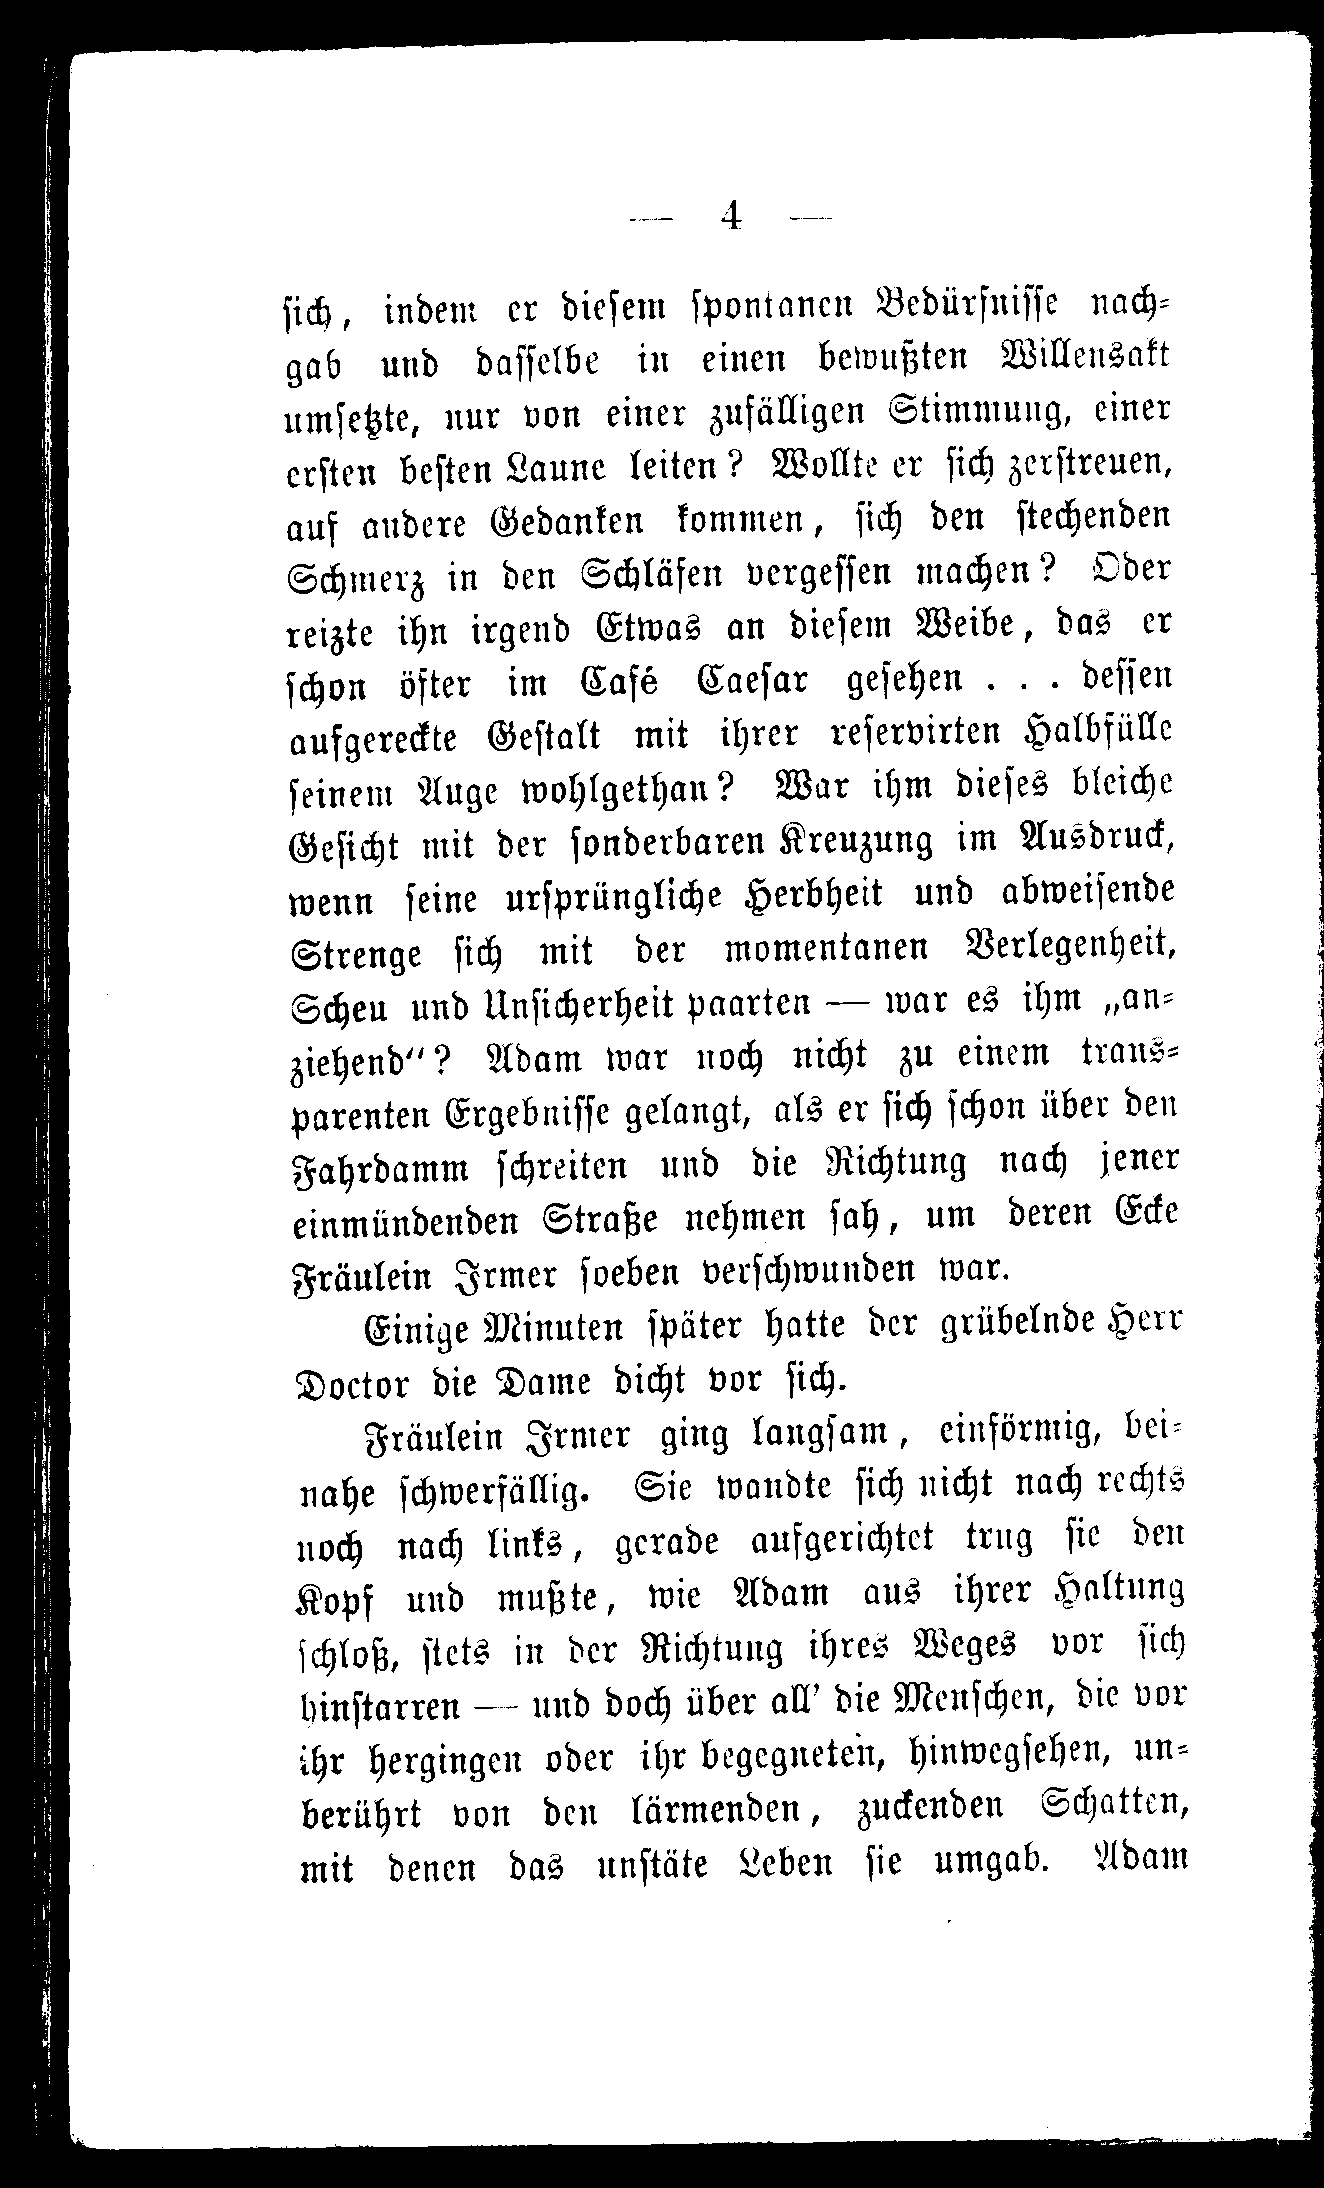 — 4 —
sich, indem er diesem spontanen Bedürfnisse nach-
gab und dasselbe in einen bewußten Willensakt
umsetzte, nur von einer zufälligen Stimmung, einer
ersten besten Laune leiten? Wollte er sich zerstreuen,
auf andere Gedanken kommen, sich den stechenden
Schmerz in den Schläfen vergessen machen? Oder
reizte ihn irgend Etwas an diesem Weibe, das er
schon öfter im Café Caesar gesehen . . . dessen
aufgereckte Gestalt mit ihrer reservirten Halbfülle
seinem Auge wohlgethan? War ihm dieses bleiche
Gesicht mit der sonderbaren Kreuzung im Ausdruck,
wenn seine ursprüngliche Herbheit und abweisende
Strenge sich mit der momentanen Verlegenheit,
Scheu und Unsicherheit paarten — war es ihm „an-
ziehend“? Adam war noch nicht zu einem trans-
parenten Ergebnisse gelangt, als er sich schon über den
Fahrdamm schreiten und die Richtung nach jener
einmündenden Straße nehmen sah, um deren Ecke
Fräulein Irmer soeben verschwunden war.
Einige Minuten später hatte der grübelnde Herr
Doctor die Dame dicht vor sich.
Fräulein Irmer ging langsam, einförmig, bei-
nahe schwerfällig. Sie wandte sich nicht nach rechts
noch nach links, gerade aufgerichtet trug sie den
Kopf und mußte, wie Adam aus ihrer Haltung
schloß, stets in der Richtung ihres Weges vor sich
hinstarren — und doch über all’ die Menschen, die vor
ihr hergingen oder ihr begegneten, hinwegsehen, un-
berührt von den lärmenden, zuckenden Schatten,
mit denen das unstäte Leben sie umgab. Adam